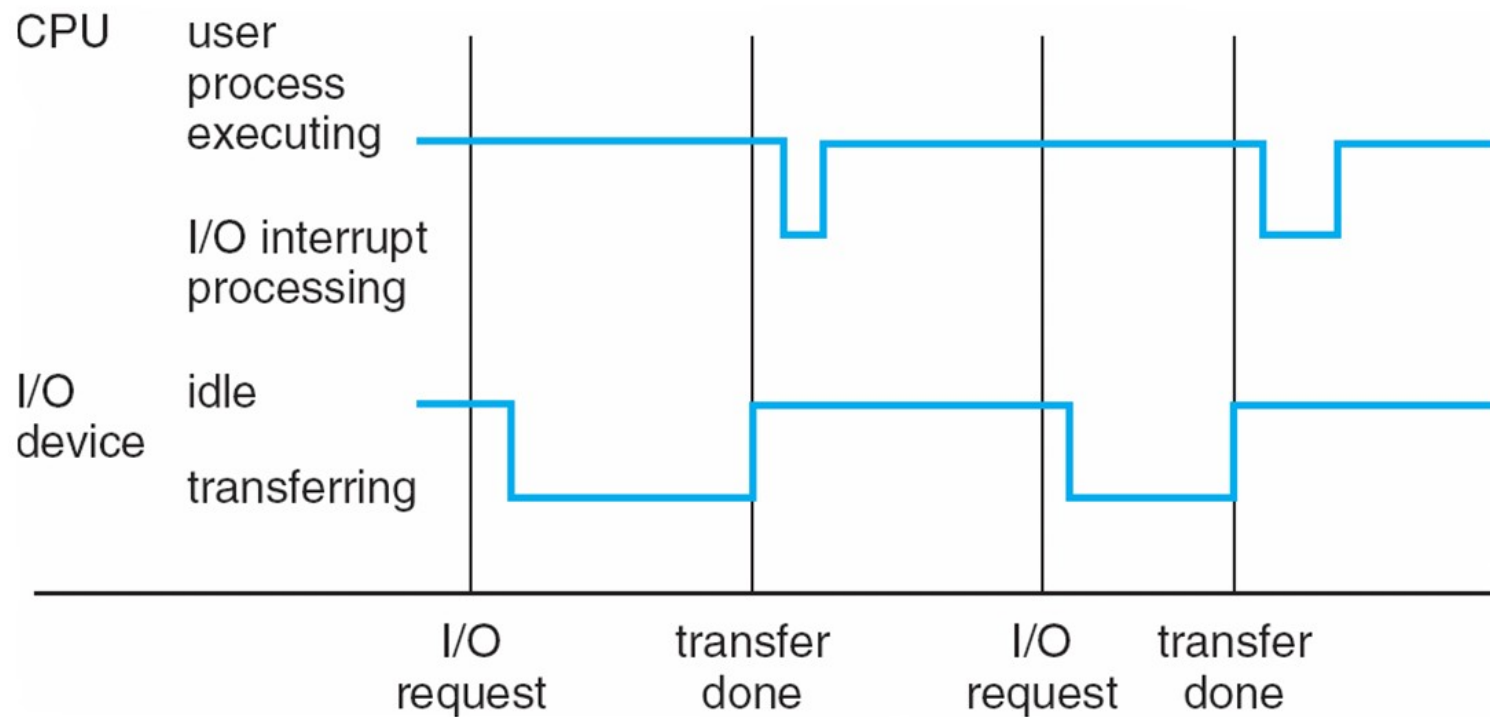 CPU user
process
executing
I/O interrupt
processing
I/O idle
device
transferring
I/O transfer I/O transfer
request done request done